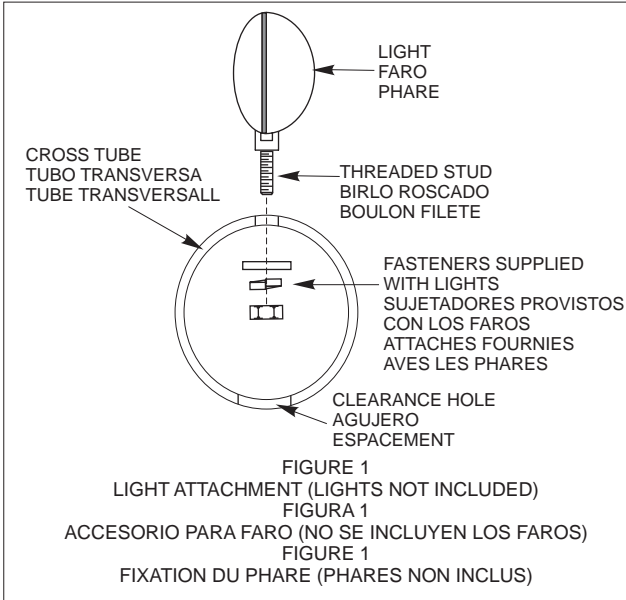 LIGHT
FARO
PHARE
CROSS TUBE
TUBO TRANSVERSA
TUBE TRANSVERSALL
THREADED STUD
BIRLO ROSCADO
BOULON FILETE
FASTENERS SUPPLIED
WITH LIGHTS
SUJETADORES PROVISTOS
CON LOS FAROS
ATTACHES FOURNIES
AVES LES PHARES
CLEARANCE HOLE
AGUJERO
ESPACEMENT
FIGURE 1
LIGHT ATTACHMENT (LIGHTS NOT INCLUDED)
FIGURA 1
ACCESORIO PARA FARO (NO SE INCLUYEN LOS FAROS)
FIGURE 1
FIXATION DU PHARE (PHARES NON INCLUS)